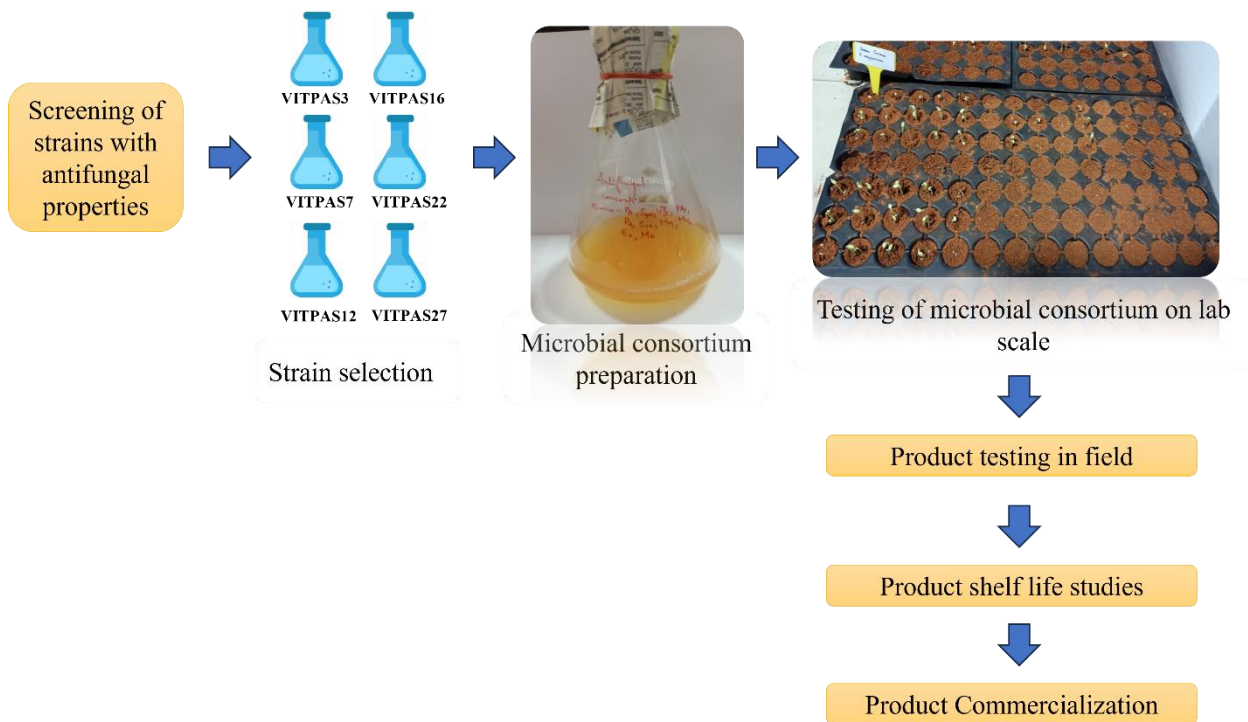 Screening of
strains with
antifungal
properties
VITPAS3 VITPAS16
VITPAS7 VITPAS22
VITPAS12 VITPAS27
Strain selection
Microbial consortium
preparation
Testing of microbial consortium on lab
scale
Product testing in field
Product shelf life studies
Product Commercialization